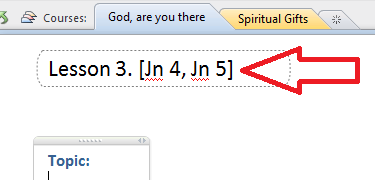 Courses: God, are you there Spiritual Gifts
Lesson 3. [Jn 4, Jn 5]
Topic: